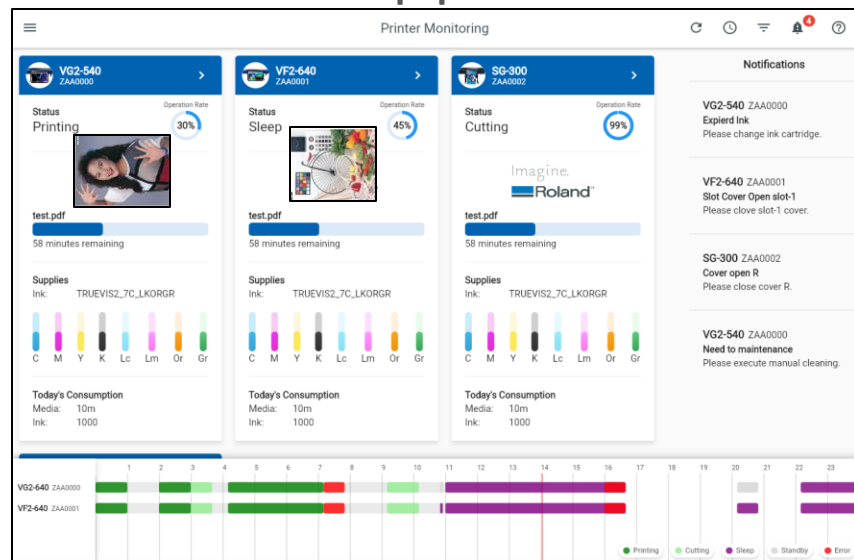 Printer Monitoring
4
VG2-540
ZAA0000
Status
Operation Rate
Printing
30%
test.pdf
58 minutes remaining
Supplies
Ink: TRUEVIS2_7C_LKORGR
C M Y K Lc Lm Or Gr
Today's Consumption
Media: 10m
Ink: 1000
VF2-640
ZAA0001
Status
Operation Rate
Sleep
45%
test.pdf
58 minutes remaining
Supplies
Ink: TRUEVIS2_7C_LKORGR
C M Y K Lc Lm Or Gr
Today's Consumption
Media: 10m
Ink: 1000
SG-300
ZAA0002
Status
Operation Rate
Cutting
99%
Imagine.
Roland
test.pdf
58 minutes remaining
Supplies
Ink: TRUEVIS2_7C_LKORGR
C M Y K Lc Lm Or Gr
Today's Consumption
Media: 10m
Ink: 1000
Notifications
VG2-540 ZAA0000
Expierd Ink
Please change ink cartridge.
VF2-640 ZAA0001
Slot Cover Open slot-1
Please clove slot-1 cover.
SG-300 ZAA0002
Cover open R
Please close cover R.
VG2-540 ZAA0000
Need to maintenance
Please execute manual cleaning.
1 2 3 4 5 6 7 8 9 10 11 12 13 14 15 16 17 18 19 20 21 22 23
VG2-640 ZAA0000
VF2-640 ZAA0001
Printing Cutting Sleep Standby Error